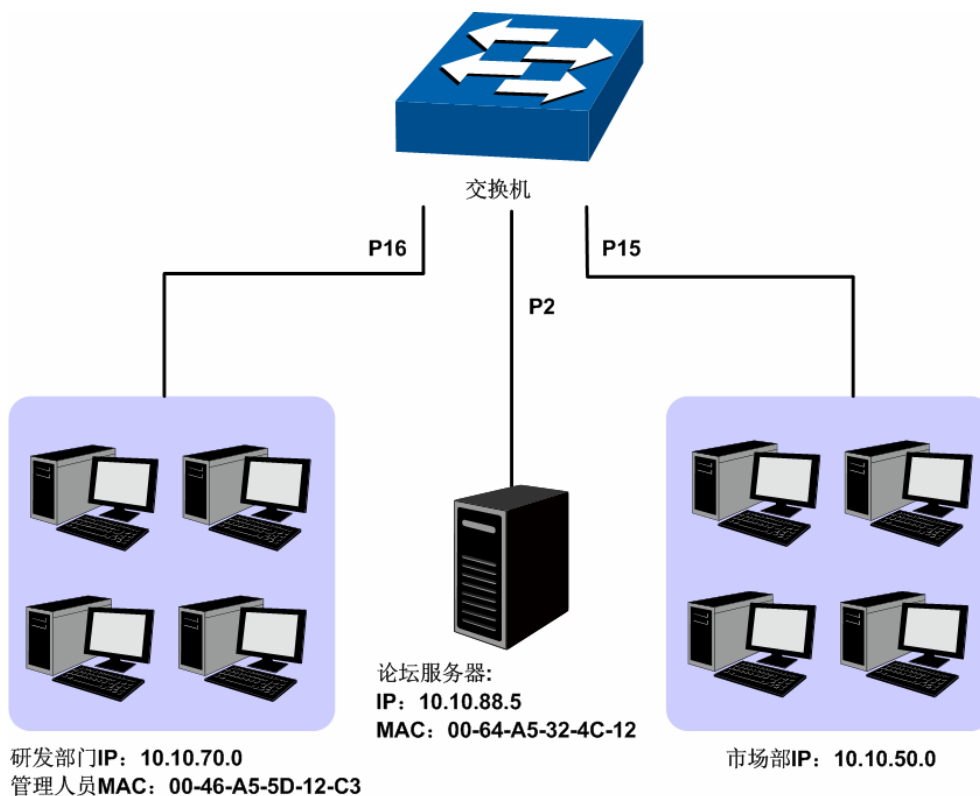 交换机
P16
P15
P2
论坛服务器:
IP：10.10.88.5
MAC：00-64-A5-32-4C-12
研发部门IP：10.10.70.0
管理人员MAC：00-46-A5-5D-12-C3
市场部IP：10.10.50.0